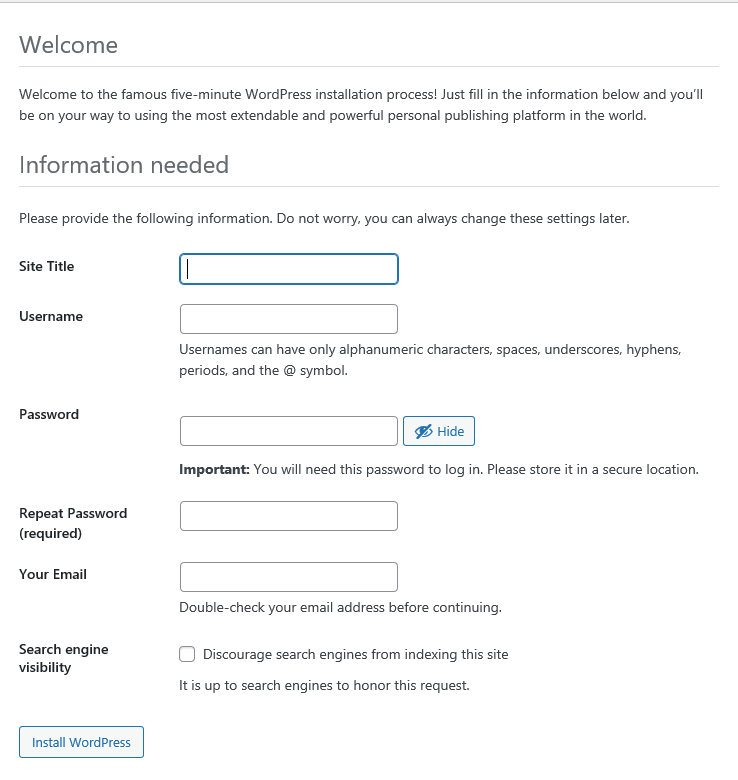 Welcome
Welcome to the famous five-minute WordPress installation process! Just fill in the information below and you’ll
be on your way to using the most extendable and powerful personal publishing platform in the world.
Information needed
Please provide the following information. Do not worry, you can always change these settings later.
Site Title
Username
Usernames can have only alphanumeric characters, spaces, underscores, hyphens,
periods, and the @ symbol.
Password
Hide
Important: You will need this password to log in. Please store it in a secure location.
Repeat Password
(required)
Your Email
Double-check your email address before continuing.
Search engine
visibility
Discourage search engines from indexing this site
It is up to search engines to honor this request.
Install WordPress